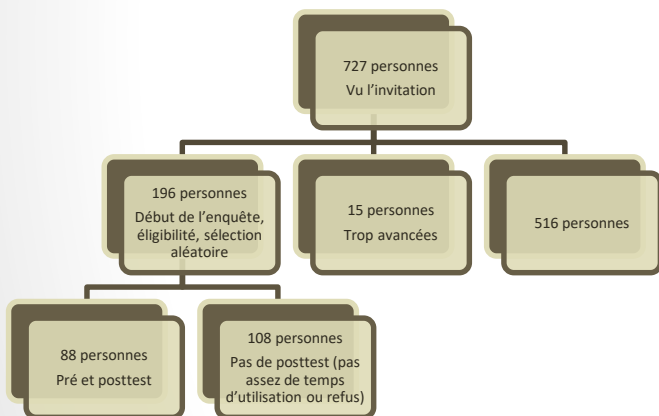 727 personnes
Vu l’invitation
196 personnes
Début de l’enquête,
éligibilité, sélection
aléatoire
15 personnes
Trop avancées
516 personnes
88 personnes
Pré et posttest
108 personnes
Pas de posttest (pas
assez de temps
d’utilisation ou refus)